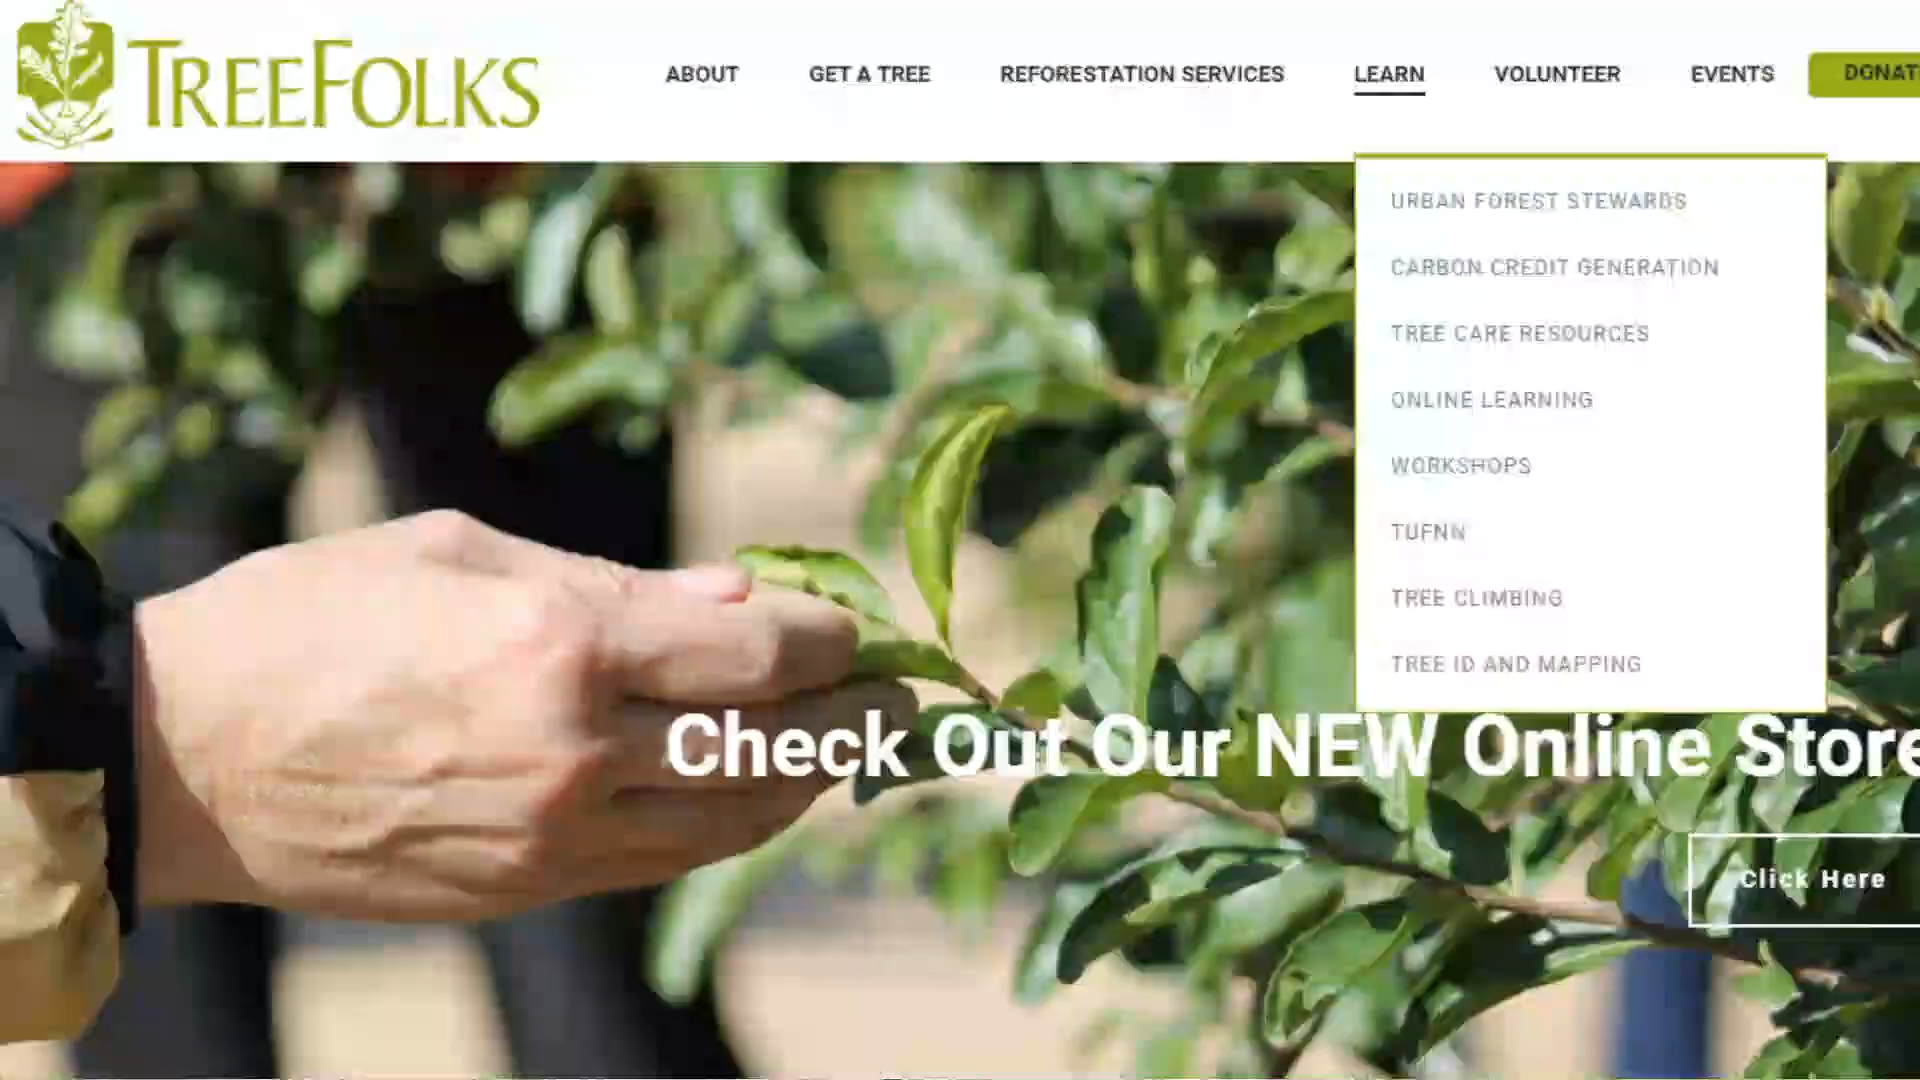 TREEFOLKS
ABOUT GET A TREE REFORESTATION SERVICES LEARN VOLUNTEER EVENTS
URBAN FOREST STEWARDS
CARBON CREDIT GENERATION
TREE CARE RESOURCES
ONLINE LEARNING
WORKSHOPS
TUFNN
TREE CLIMBING
TREE ID AND MAPPING
Check Out Our NEW Online Store
Click Here